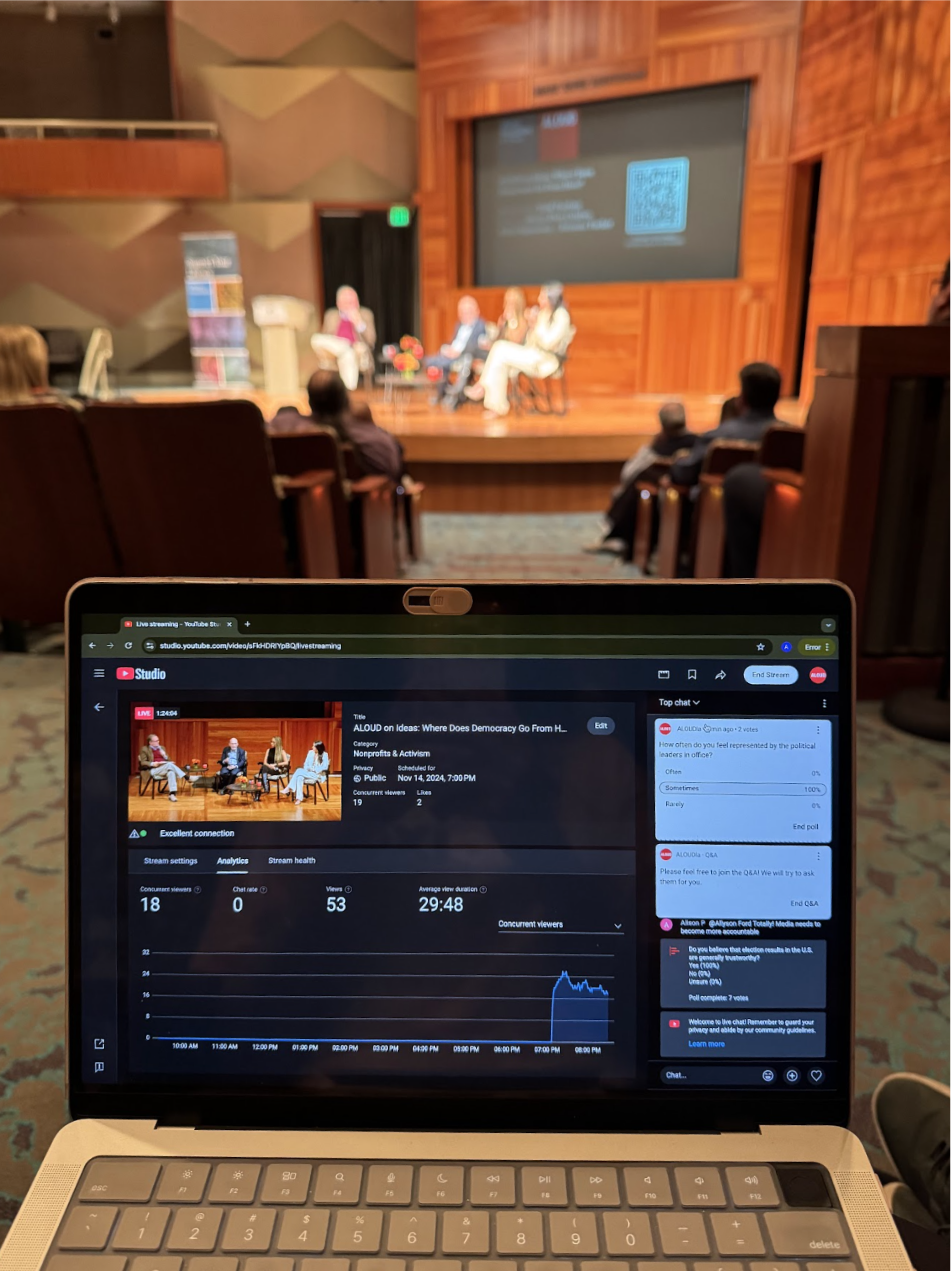 ALOUD
Live streaming - YouTube Stu
studio.youtube.com/video/sFkHDRlYpBQ/livestreaming
A
Error
Studio
End Stream
ALOUD
LIVE 1:24:04
Title
ALOUD on Ideas: Where Does Democracy Go From H...
Edit
Category
Nonprofits & Activism
Privacy
Scheduled for
Public
Nov 14, 2024, 7:00 PM
Concurrent viewers
Likes
19
2
Excellent connection
Stream settings
Analytics
Stream health
Concurrent viewers
Chat rate
Views
Average view duration
18
0
53
29:48
Concurrent viewers
32
24
16
8
0
10:00 AM 11:00 AM 12:00 PM 01:00 PM 02:00 PM 03:00 PM 04:00 PM 05:00 PM 06:00 PM 07:00 PM 08:00 PM
Top chat
ALOUDla min ago • 2 votes
How often do you feel represented by the political
leaders in office?
Often 0%
Sometimes 100%
Rarely 0%
End poll
ALOUDla • Q&A
Please feel free to join the Q&A! We will try to ask
them for you.
End Q&A
A
Alison P @Allyson Ford Totally! Media needs to
become more accountable
Do you believe that election results in the U.S.
are generally trustworthy?
Yes (100%)
No (0%)
Unsure (0%)
Poll complete: 7 votes
Welcome to live chat! Remember to guard your
privacy and abide by our community guidelines.
Learn more
Chat...
esc F1 F2 F3 F4 F5 F6 F7 F8 F9 F10 F11 F12
~ ! @ # $ % ^ & * ( ) _ +
1 2 3 4 5 6 7 8 9 0 - = delete